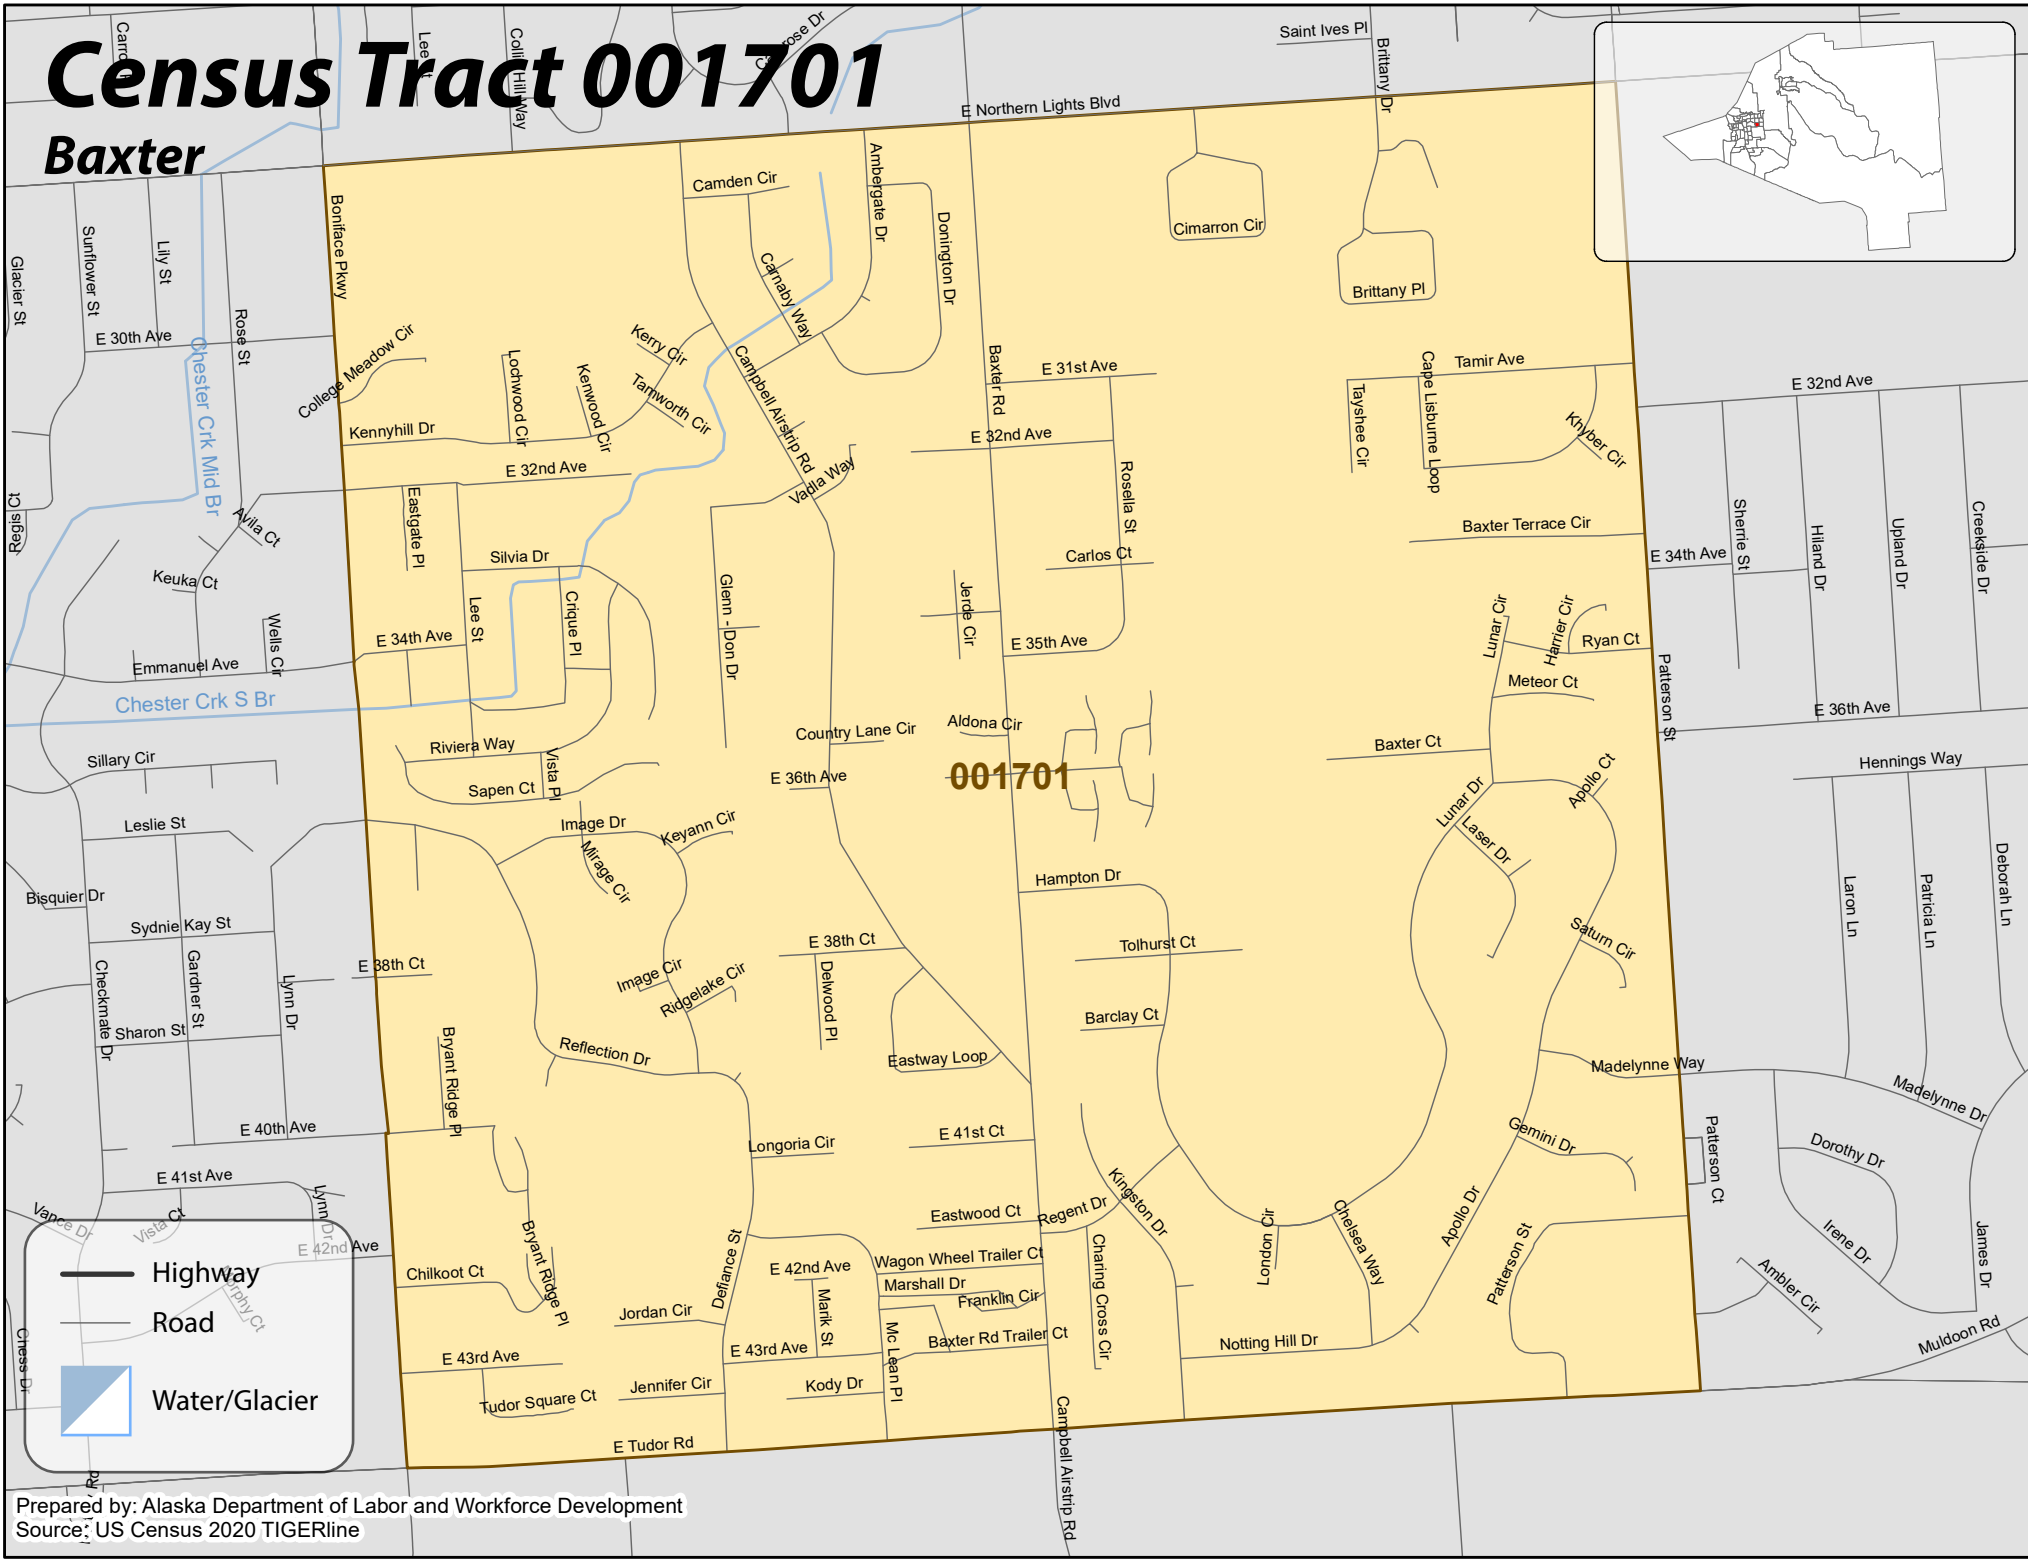 Census Tract 001701
Baxter
Lee St
Saint Ives Pl
Brittany Dr
E Northern Lights Blvd
Glacier St
Sunflower St
Lily St
Rose St
E 30th Ave
Boniface Pkwy
Camden Cir
Ambergate Dr
Donington Dr
Carnaby Way
Cimarron Cir
Brittany Pl
Chester Crk Mid Br
College Meadow Cir
Lochwood Cir
Kenwood Cir
Kerry Cir
Tamworth Cir
Campbell Airstrip Rd
Baxter Rd
E 31st Ave
Tamir Ave
Tayshee Cir
Cape Lisburne Loop
Khyber Cir
E 32nd Ave
Kennyhill Dr
E 32nd Ave
E 32nd Ave
Vadla Way
Regis Ct
Avila Ct
Eastgate Pl
Rosella St
Baxter Terrace Cir
E 34th Ave
Sherrie St
Hiland Dr
Upland Dr
Creekside Dr
Silvia Dr
Carlos Ct
Keuka Ct
Wells Cir
Lee St
Crique Pl
Glenn - Don Dr
Jerde Cir
E 34th Ave
E 35th Ave
Lunar Cir
Harrier Cir
Ryan Ct
Emmanuel Ave
Chester Crk S Br
Meteor Ct
Patterson St
E 36th Ave
Country Lane Cir
Aldona Cir
Riviera Way
Vista Pl
Sapen Ct
E 36th Ave
001701
Baxter Ct
Sillary Cir
Hennings Way
Lunar Dr
Apollo Ct
Laser Dr
Leslie St
Image Dr
Keyann Cir
Mirage Cir
Hampton Dr
Bisquier Dr
Sydnie Kay St
Gardner St
Checkmate Dr
Lynn Dr
Laron Ln
Patricia Ln
Deborah Ln
E 38th Ct
E 38th Ct
Tolhurst Ct
Saturn Cir
Image Cir
Ridgelake Cir
Delwood Pl
Sharon St
Barclay Ct
Reflection Dr
Eastway Loop
Bryant Ridge Pl
Madelynne Way
Madelynne Dr
E 40th Ave
Longoria Cir
E 41st Ct
Gemini Dr
Patterson Ct
Dorothy Dr
E 41st Ave
Lynn Dr
Vance Dr
Vista Ct
E 42nd Ave
Kingston Dr
Eastwood Ct
Regent Dr
London Cir
Chelsea Way
Apollo Dr
Patterson St
Irene Dr
James Dr
Ambler Cir
Bryant Ridge Pl
Defiance St
Chilkoot Ct
E 42nd Ave
Wagon Wheel Trailer Ct
Marshall Dr
Franklin Cir
Charing Cross Cir
Jordan Cir
Marik St
Mc Lean Pl
Baxter Rd Trailer Ct
Notting Hill Dr
Muldoon Rd
E 43rd Ave
E 43rd Ave
Jennifer Cir
Kody Dr
Tudor Square Ct
E Tudor Rd
Campbell Airstrip Rd
Chess Dr
Highway
Road
Water/Glacier
Prepared by: Alaska Department of Labor and Workforce Development
Source: US Census 2020 TIGERline